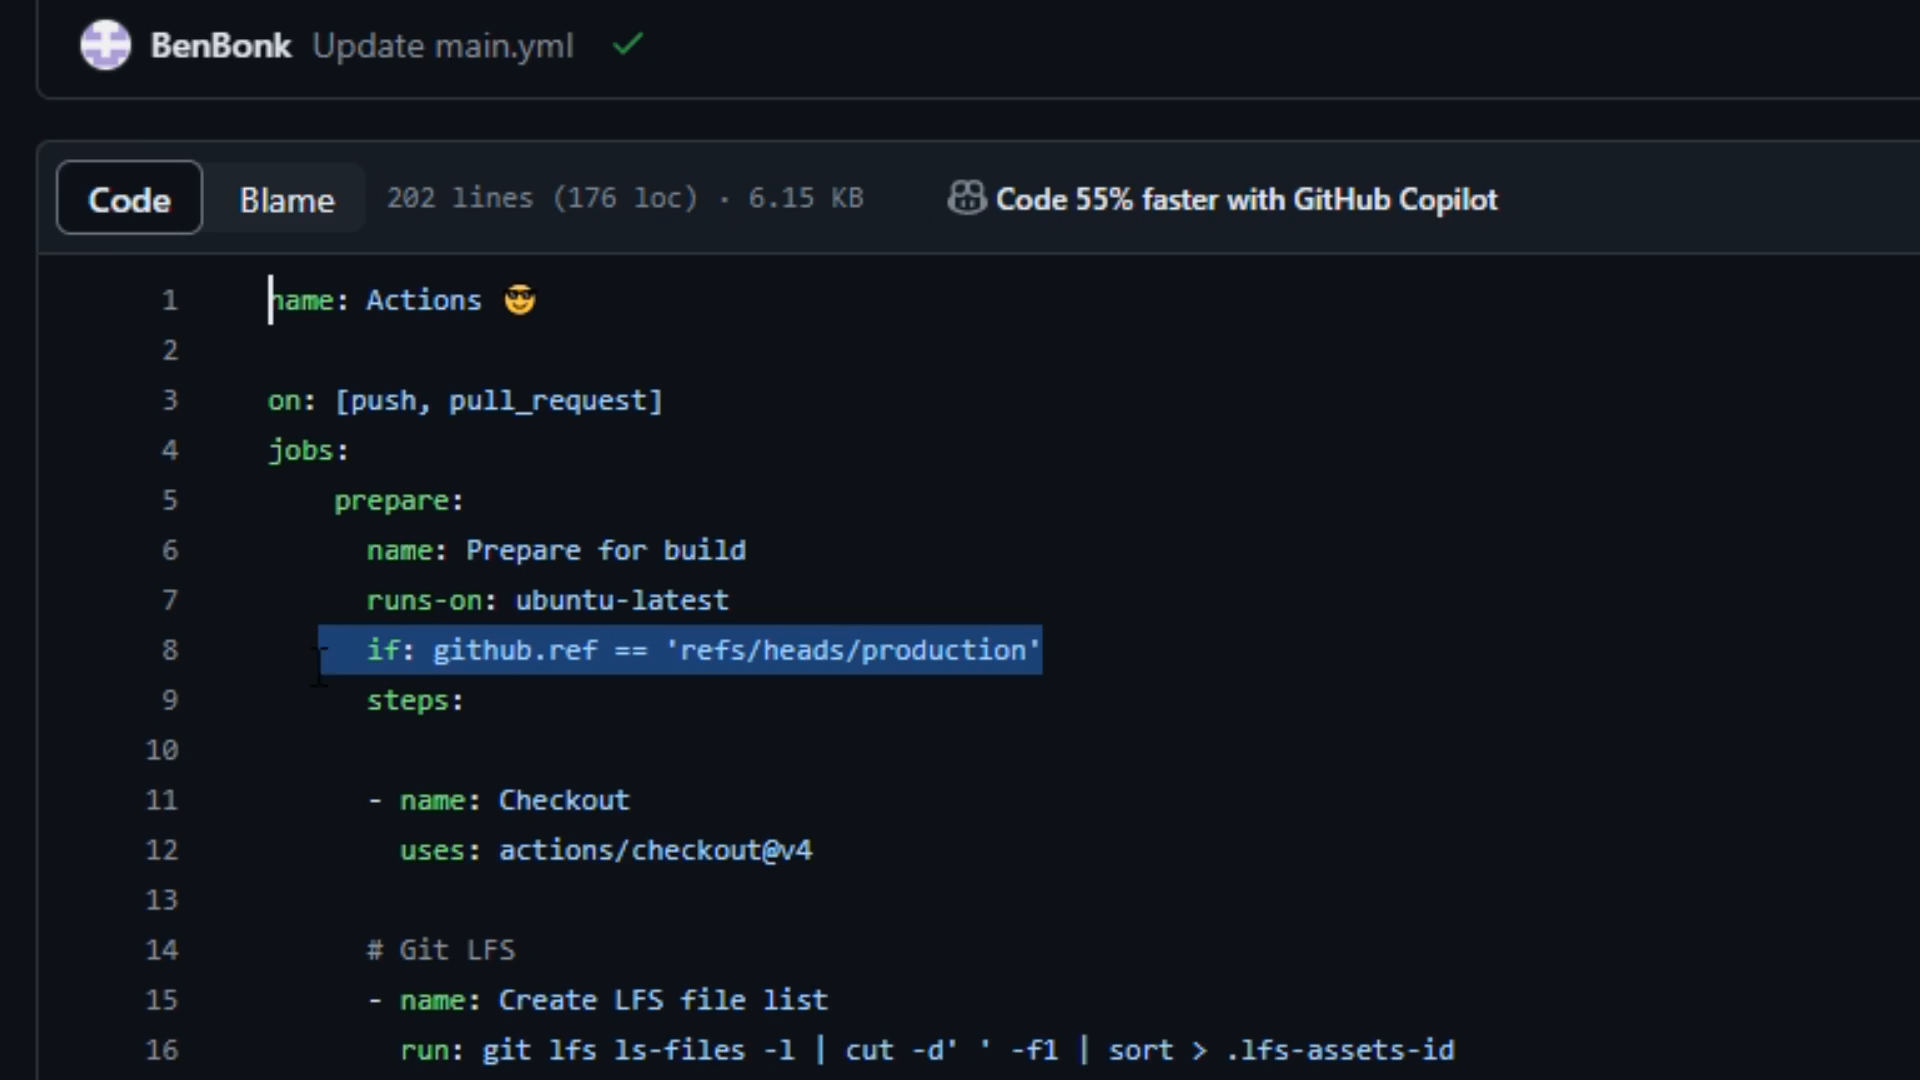 BenBonk Update main.yml
Code Blame 202 lines (176 loc) · 6.15 KB Code 55% faster with GitHub Copilot
1 name: Actions 😎
2
3 on: [push, pull_request]
4 jobs:
5 prepare:
6 name: Prepare for build
7 runs-on: ubuntu-latest
8 if: github.ref == 'refs/heads/production'
9 steps:
10
11 - name: Checkout
12 uses: actions/checkout@v4
13
14 # Git LFS
15 - name: Create LFS file list
16 run: git lfs ls-files -l | cut -d' ' -f1 | sort > .lfs-assets-id